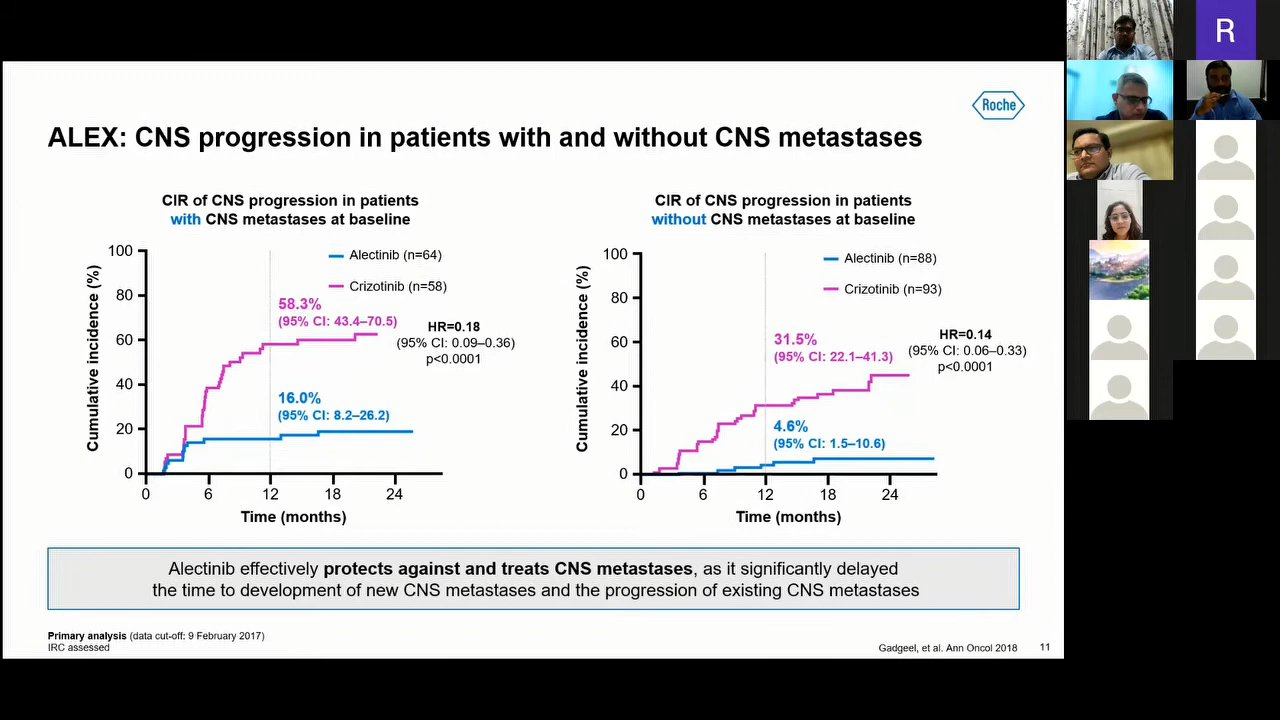 Roche
ALEX: CNS progression in patients with and without CNS metastases
CIR of CNS progression in patients
with CNS metastases at baseline
Cumulative incidence (%)
100
80
60
40
20
0
0 6 12 18 24
Time (months)
Alectinib (n=64)
Crizotinib (n=58)
58.3%
(95% CI: 43.4–70.5)
HR=0.18
(95% CI: 0.09–0.36)
p<0.0001
16.0%
(95% CI: 8.2–26.2)
CIR of CNS progression in patients
without CNS metastases at baseline
Cumulative incidence (%)
100
80
60
40
20
0
0 6 12 18 24
Time (months)
Alectinib (n=88)
Crizotinib (n=93)
31.5%
(95% CI: 22.1–41.3)
HR=0.14
(95% CI: 0.06–0.33)
p<0.0001
4.6%
(95% CI: 1.5–10.6)
Alectinib effectively protects against and treats CNS metastases, as it significantly delayed
the time to development of new CNS metastases and the progression of existing CNS metastases
Primary analysis (data cut-off: 9 February 2017)
IRC assessed
Gadgeel, et al. Ann Oncol 2018
11
R